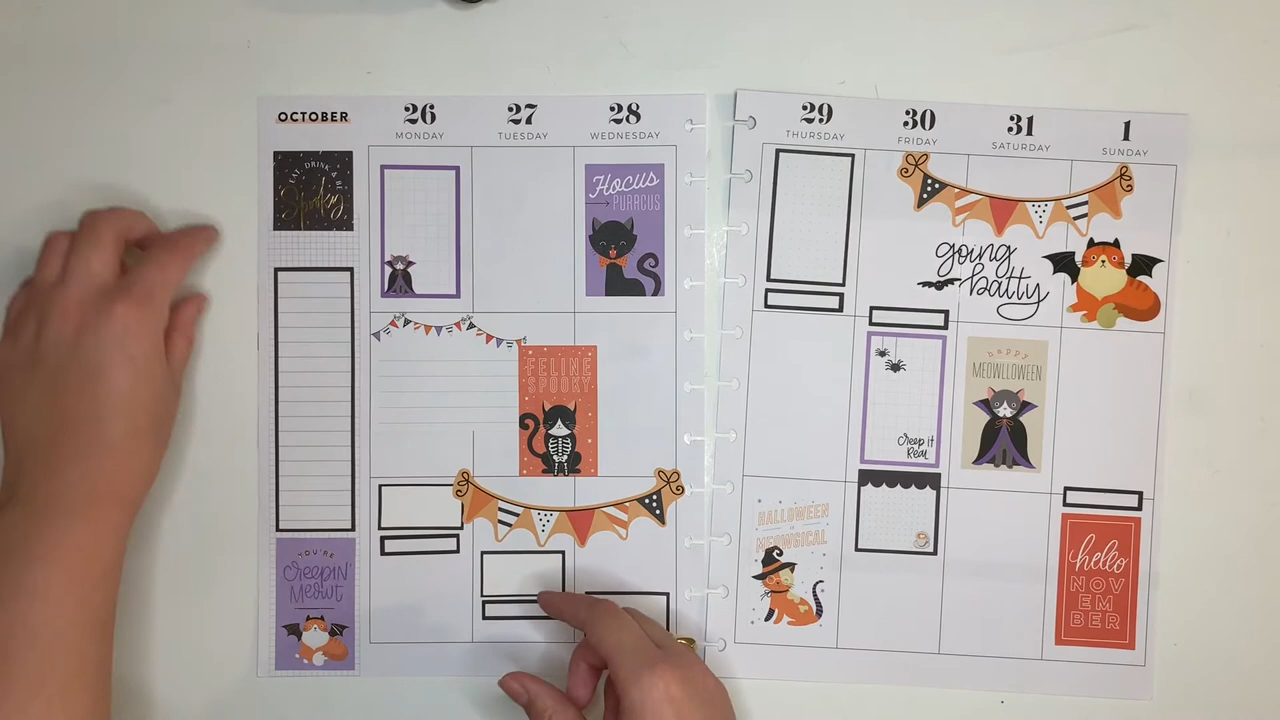 OCTOBER
26
MONDAY
27
TUESDAY
28
WEDNESDAY
29
THURSDAY
30
FRIDAY
31
SATURDAY
1
SUNDAY
EAT, DRINK & BE
Spooky
Hocus
PURRCUS
going
batty
FELINE
SPOOKY
happy
MEOWLLOWEEN
creep it
Real
YOU'RE
Creepin'
Meowt
HALLOWEEN
is
MEOWGICAL
hello
NOV
EM
BER